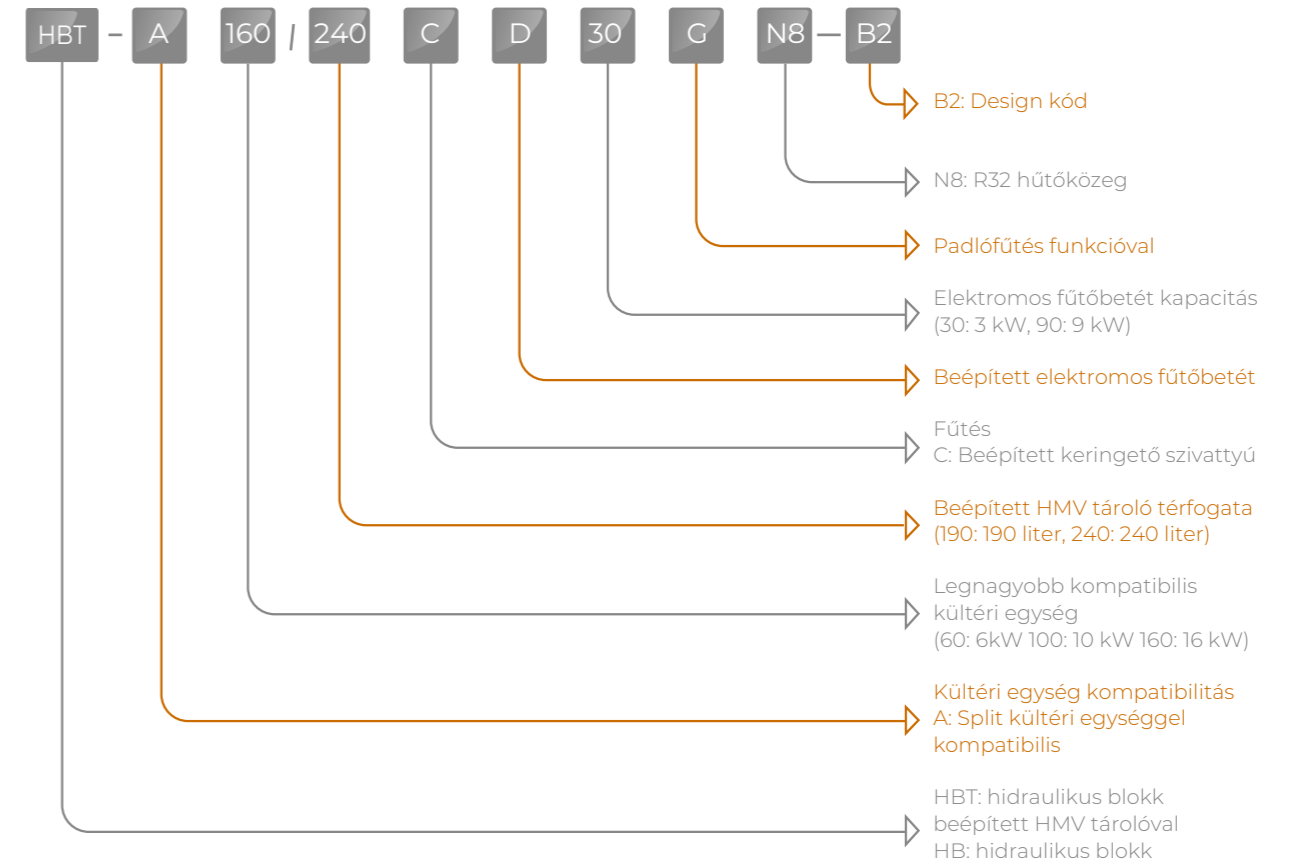 HBT - A 160 / 240 C D 30 G N8 — B2
B2: Design kód
N8: R32 hűtőközeg
Padlófűtés funkcióval
Elektromos fűtőbetét kapacitás
(30: 3 kW, 90: 9 kW)
Beépített elektromos fűtőbetét
Fűtés
C: Beépített keringető szivattyú
Beépített HMV tároló térfogata
(190: 190 liter, 240: 240 liter)
Legnagyobb kompatibilis
kültéri egység
(60: 6kW 100: 10 kW 160: 16 kW)
Kültéri egység kompatibilitás
A: Split kültéri egységgel
kompatibilis
HBT: hidraulikus blokk
beépített HMV tárolóval
HB: hidraulikus blokk